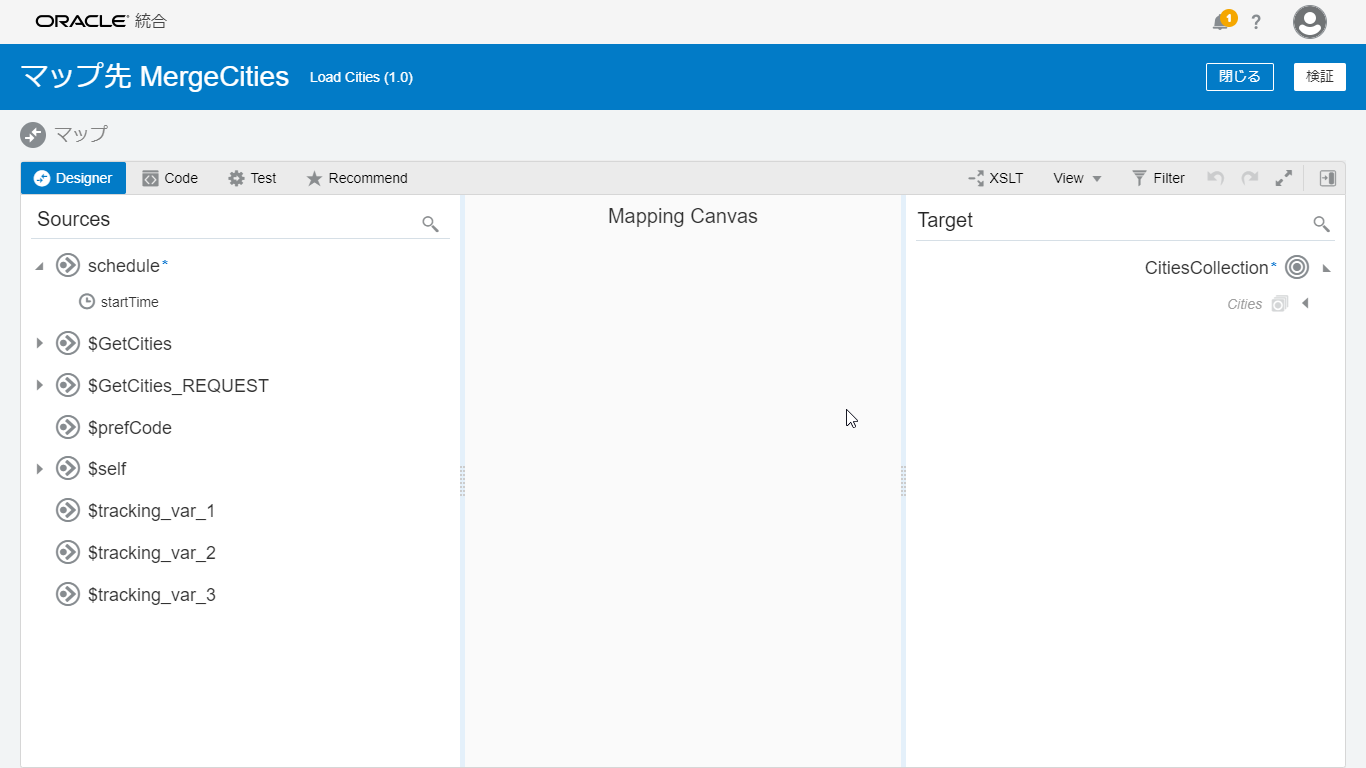 ORACLE 統合
1 ?
マップ先 MergeCities Load Cities (1.0) 閉じる 検証
マップ
Designer Code Test Recommend XSLT View Filter
Sources
schedule*
startTime
$GetCities
$GetCities_REQUEST
$prefCode
$self
$tracking_var_1
$tracking_var_2
$tracking_var_3
Mapping Canvas
Target
CitiesCollection*
Cities